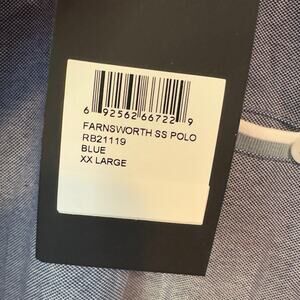 6 92562 66722 9
FARNSWORTH SS POLO
RB21119
BLUE
XX LARGE